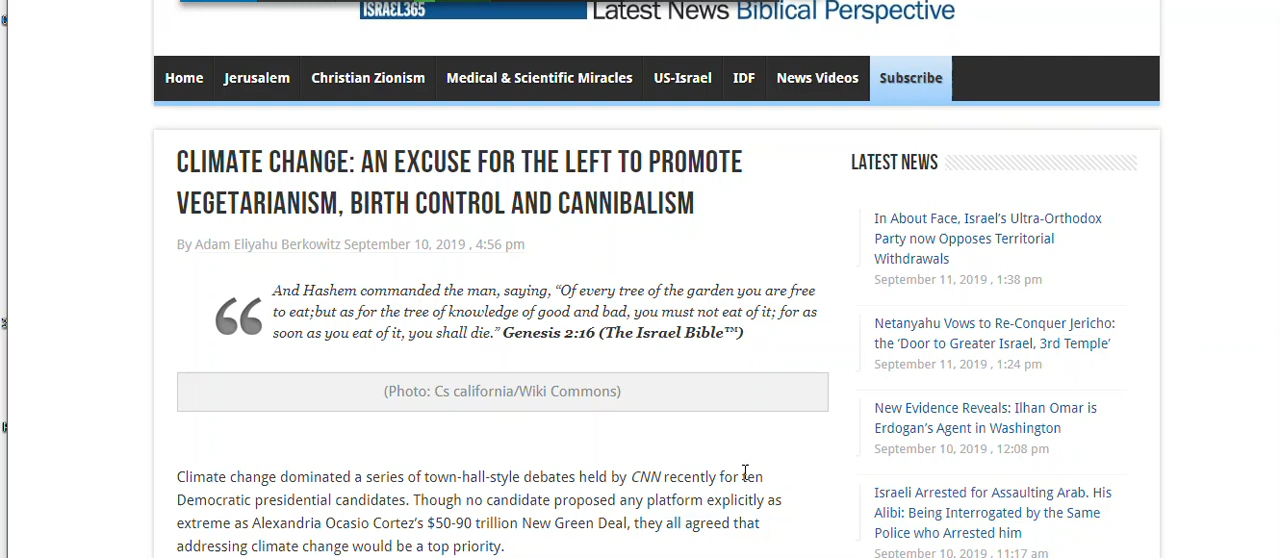 ISRAEL365
Latest News Biblical Perspective
Home Jerusalem Christian Zionism Medical & Scientific Miracles US-Israel IDF News Videos Subscribe
CLIMATE CHANGE: AN EXCUSE FOR THE LEFT TO PROMOTE
VEGETARIANISM, BIRTH CONTROL AND CANNIBALISM
By Adam Eliyahu Berkowitz September 10, 2019 , 4:56 pm
And Hashem commanded the man, saying, “Of every tree of the garden you are free
to eat;but as for the tree of knowledge of good and bad, you must not eat of it; for as
soon as you eat of it, you shall die.” Genesis 2:16 (The Israel Bible™)
(Photo: Cs california/Wiki Commons)
Climate change dominated a series of town-hall-style debates held by CNN recently for ten
Democratic presidential candidates. Though no candidate proposed any platform explicitly as
extreme as Alexandria Ocasio Cortez’s $50-90 trillion New Green Deal, they all agreed that
addressing climate change would be a top priority.
LATEST NEWS
In About Face, Israel’s Ultra-Orthodox
Party now Opposes Territorial
Withdrawals
September 11, 2019 , 1:38 pm
Netanyahu Vows to Re-Conquer Jericho:
the ‘Door to Greater Israel, 3rd Temple’
September 11, 2019 , 1:24 pm
New Evidence Reveals: Ilhan Omar is
Erdogan’s Agent in Washington
September 10, 2019 , 12:08 pm
Israeli Arrested for Assaulting Arab. His
Alibi: Being Interrogated by the Same
Police who Arrested him
September 10, 2019 , 11:17 am